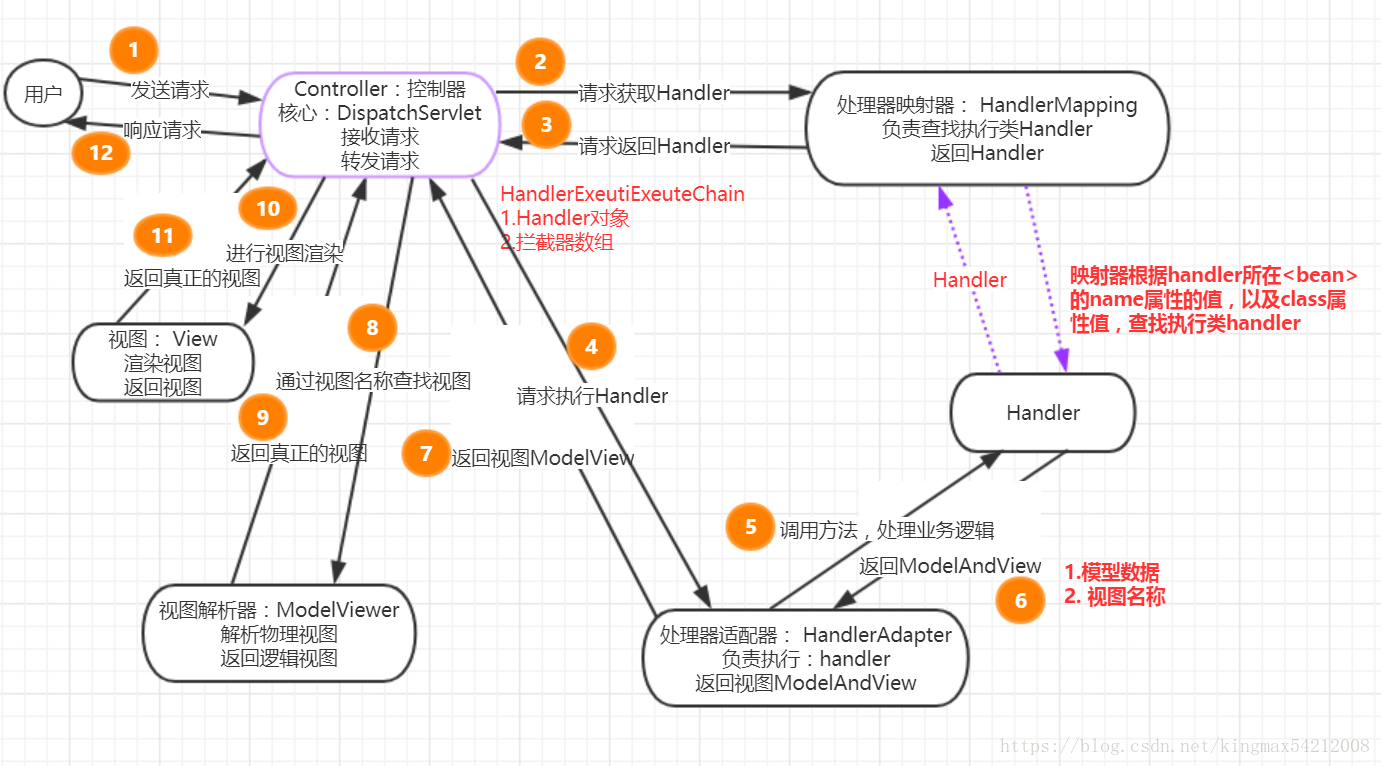 1
发送请求
用户
响应请求
12
Controller：控制器
核心：DispatchServlet
接收请求
转发请求
2
请求获取Handler
3
请求返回Handler
处理器映射器： HandlerMapping
负责查找执行类Handler
返回Handler
HandlerExeutiExeuteChain
1.Handler对象
2.拦截器数组
10
进行视图渲染
11
返回真正的视图
Handler
映射器根据handler所在<bean>
的name属性的值，以及class属
性值，查找执行类handler
视图： View
渲染视图
返回视图
8
通过视图名称查找视图
4
请求执行Handler
9
返回真正的视图
7
返回视图ModelView
Handler
5
调用方法，处理业务逻辑
返回ModelAndView
6
1.模型数据
2. 视图名称
视图解析器：ModelViewer
解析物理视图
返回逻辑视图
处理器适配器： HandlerAdapter
负责执行：handler
返回视图ModelAndView
https://blog.csdn.net/kingmax54212008